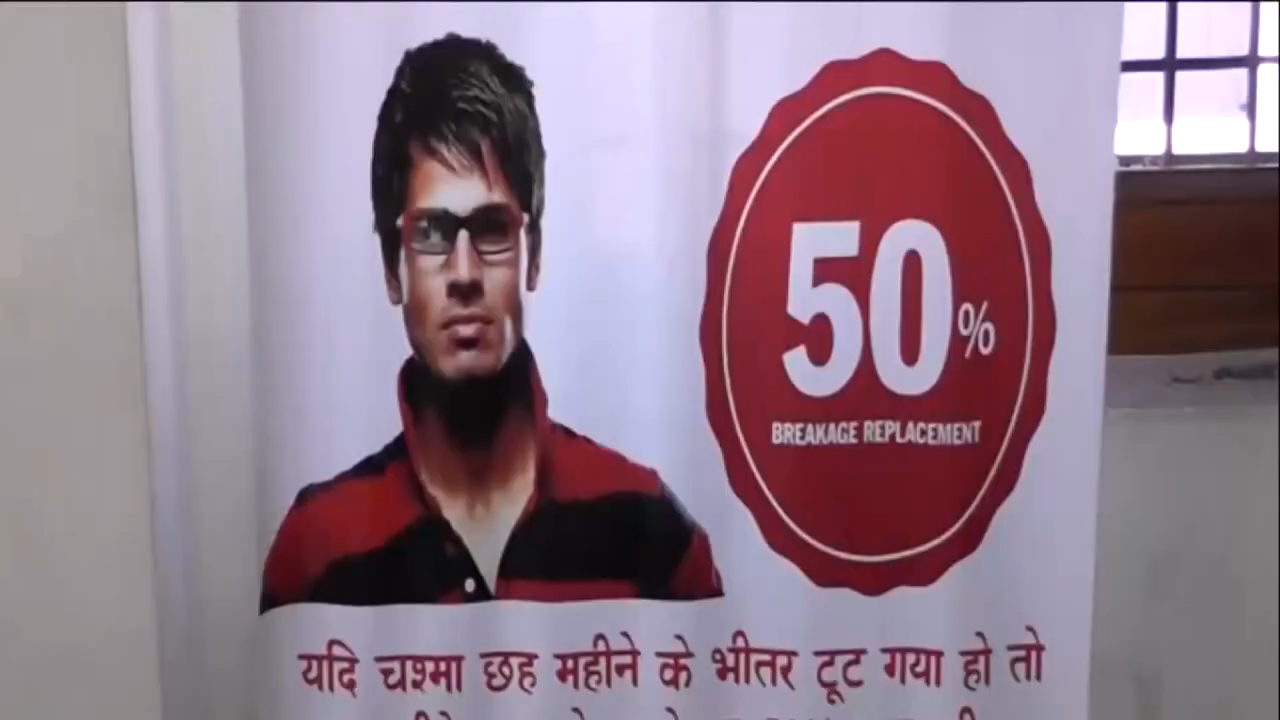 50%
BREAKAGE REPLACEMENT
यदि चश्मा छह महीने के भीतर टूट गया हो तो